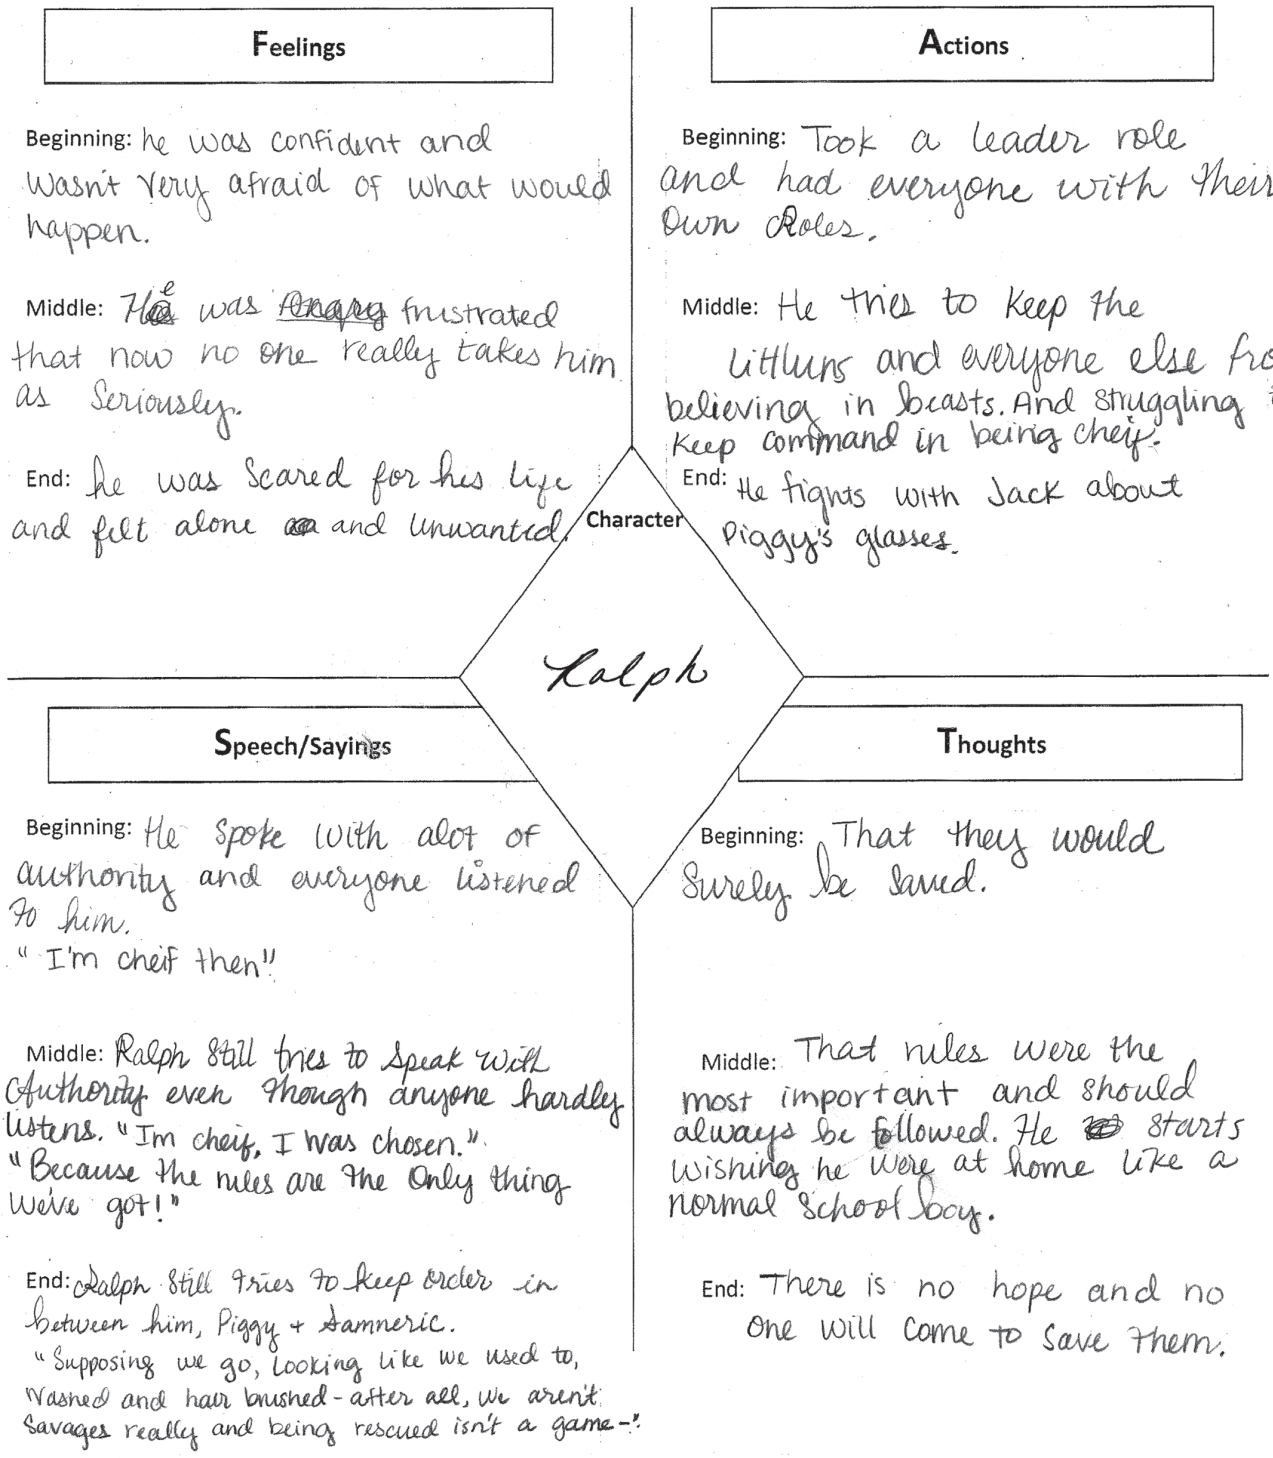 Feelings
Beginning: he was confident and
wasn't very afraid of what would
happen.
Middle: He was frustrated
that now no one really takes him
as seriously.
End: he was scared for his life
and felt alone and unwanted.
Actions
Beginning: Took a leader role
and had everyone with their
own Roles.
Middle: He tries to keep the
littluns and everyone else fro
believing in beasts. And struggling t
keep command in being cheif.
End: He fights with Jack about
Piggy's glasses.
Character
Ralph
Speech/Sayings
Beginning: He spoke with alot of
authority and everyone listened
to him.
"I'm cheif then"
Middle: Ralph still tries to speak with
Authority even though anyone hardly
listens. "Im cheif, I was chosen."
"Because the rules are the only thing
we've got!"
End: Ralph still tries to keep order in
between him, Piggy + Samneric.
"Supposing we go, looking like we used to,
washed and hair brushed - after all, we aren't
savages really and being rescued isn't a game-".
Thoughts
Beginning: That they would
surely be saved.
Middle: That rules were the
most important and should
always be followed. He starts
wishing he were at home like a
normal school boy.
End: There is no hope and no
one will come to save them.